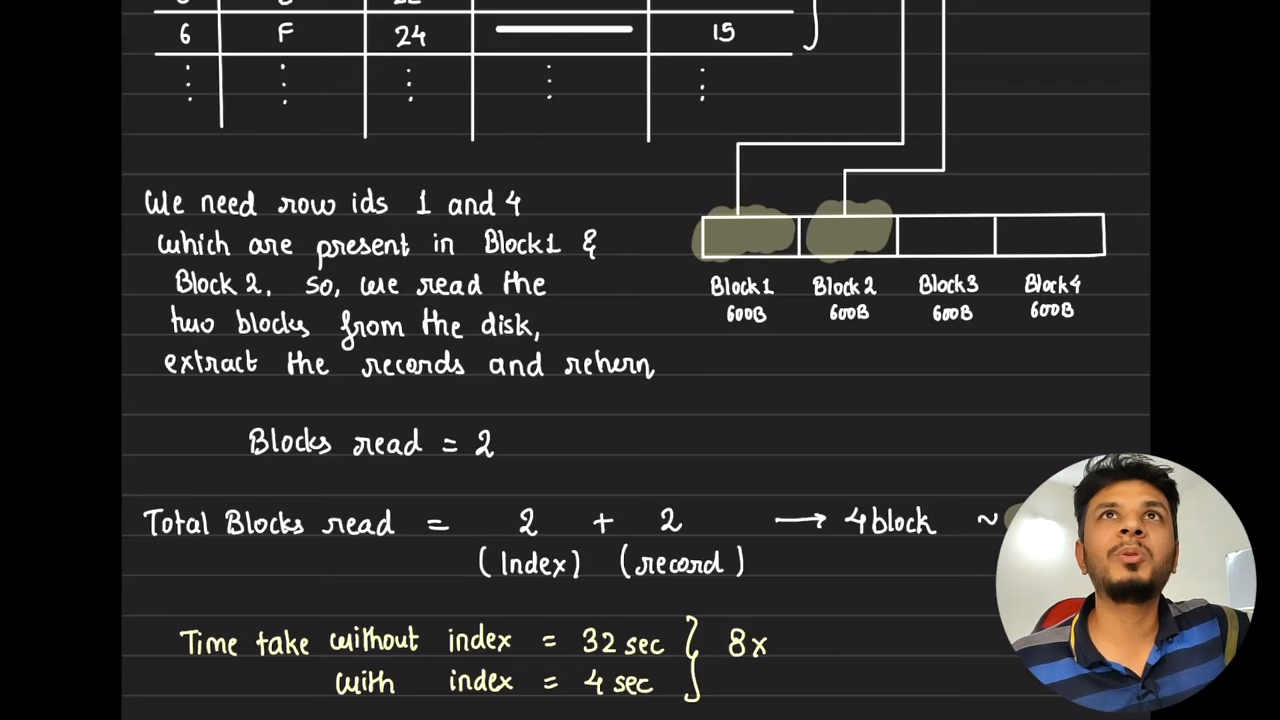 6 F 24 15
We need row ids 1 and 4
which are present in Block1 &
Block 2. So, we read the
two blocks from the disk,
extract the records and return
Block1 Block2 Block3 Block4
600B 600B 600B 600B
Blocks read = 2
Total Blocks read = 2 + 2 → 4 block ~
(Index) (record)
Time take without index = 32 sec } 8x
with index = 4 sec